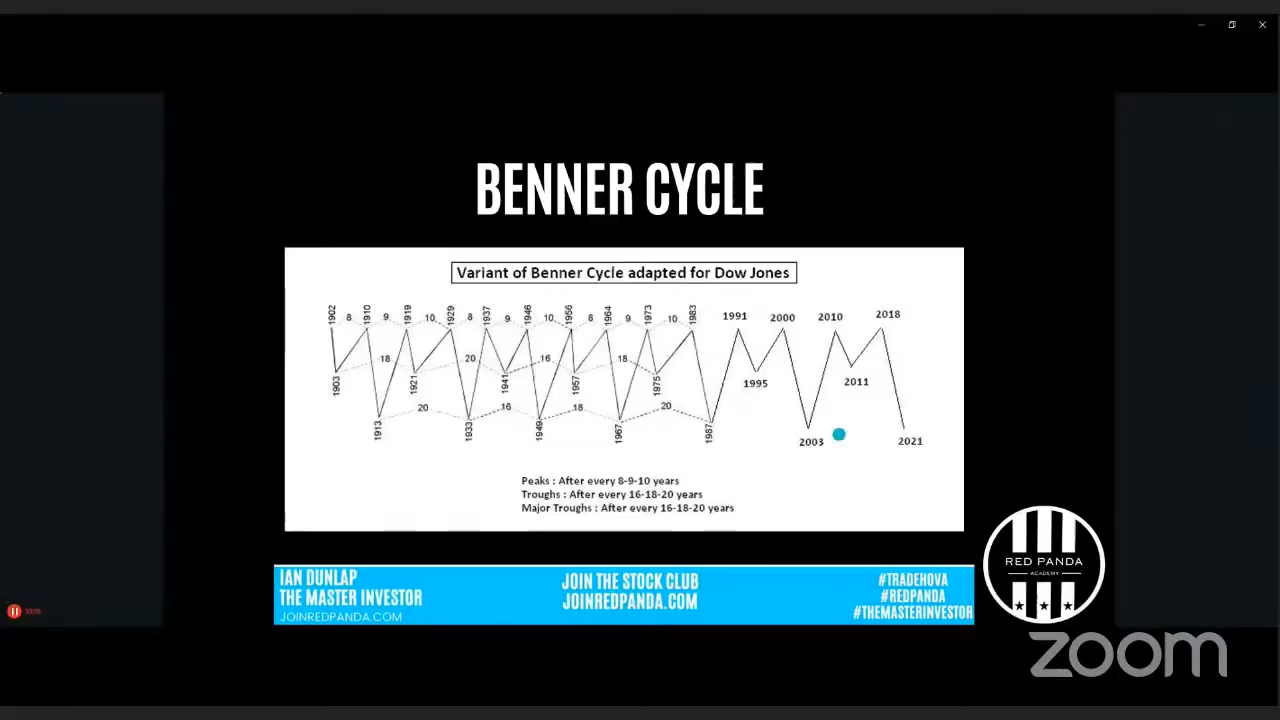 BENNER CYCLE
Variant of Benner Cycle adapted for Dow Jones
1902 8 1910 9 1919 10 1929 8 1937 9 1946 10 1956 8 1964 9 1973 10 1983 1991 2000 2010 2018
18 20 16 18
1903 1921 1941 1957 1975 1995 2011
20 16 18 20
1913 1933 1949 1967 1987 2003 2021
Peaks : After every 8-9-10 years
Troughs : After every 16-18-20 years
Major Troughs : After every 16-18-20 years
IAN DUNLAP
THE MASTER INVESTOR
JOINREDPANDA.COM
JOIN THE STOCK CLUB
JOINREDPANDA.COM
#TRADEHOVA
#REDPANDA
#THEMASTERINVESTOR
RED PANDA
ACADEMY
zoom